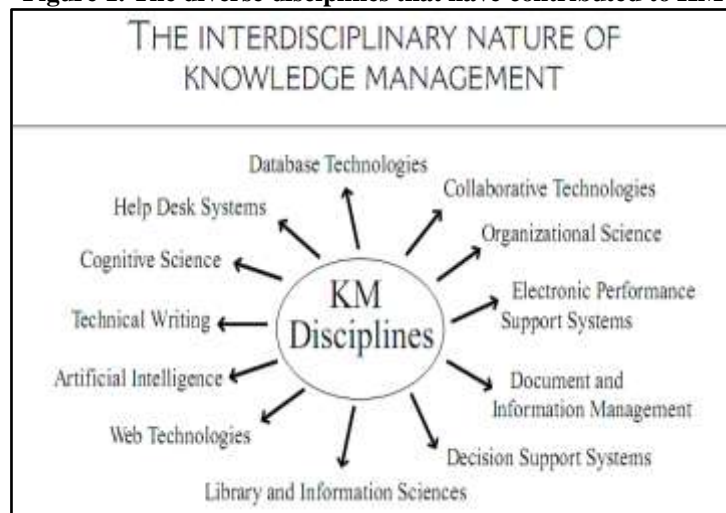 THE INTERDISCIPLINARY NATURE OF
KNOWLEDGE MANAGEMENT
Database Technologies
Collaborative Technologies
Help Desk Systems
Organizational Science
Cognitive Science
KM
Disciplines
Electronic Performance
Support Systems
Technical Writing
Artificial Intelligence
Document and
Information Management
Web Technologies
Decision Support Systems
Library and Information Sciences